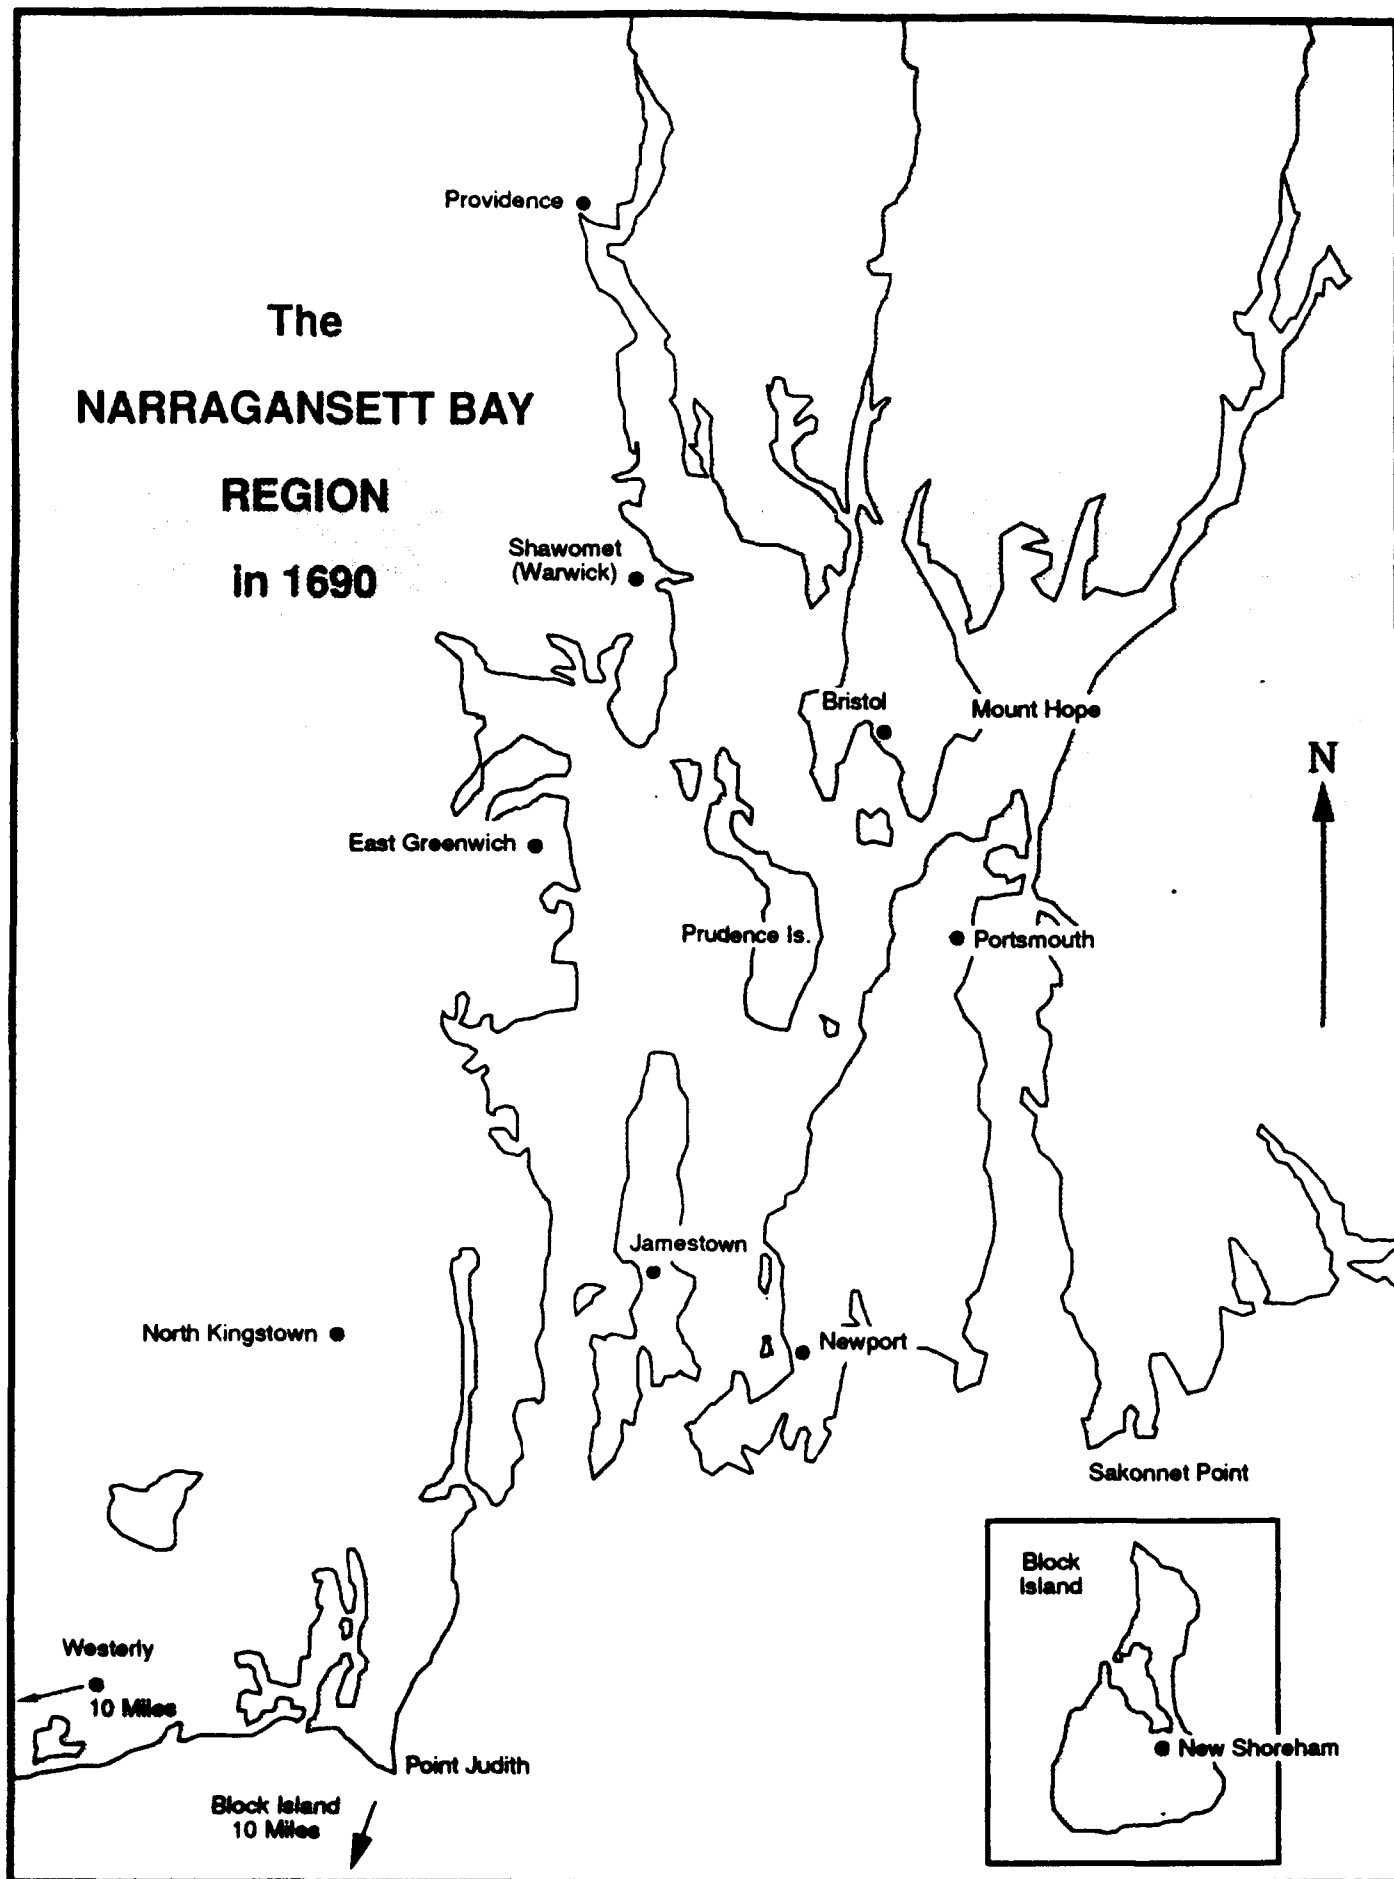 The
NARRAGANSETT BAY
REGION
in 1690
Providence
Shawomet
(Warwick)
Bristol
Mount Hope
N
East Greenwich
Prudence Is.
Portsmouth
Jamestown
North Kingstown
Newport
Sakonnet Point
Block
Island
Westerly
10 Miles
New Shoreham
Point Judith
Block Island
10 Miles